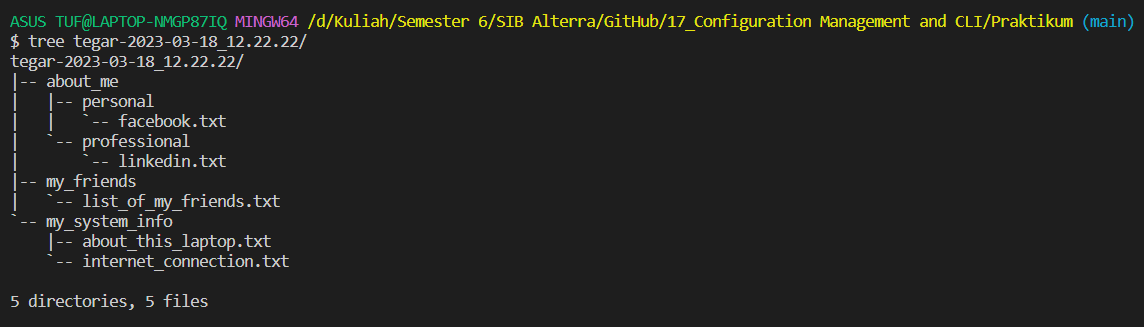 ASUS TUF@LAPTOP-NMGP87IQ MINGW64 /d/Kuliah/Semester 6/SIB Alterra/GitHub/17_Configuration Management and CLI/Praktikum (main)
$ tree tegar-2023-03-18_12.22.22/
tegar-2023-03-18_12.22.22/
|-- about_me
|   |-- personal
|   |   `-- facebook.txt
|   `-- professional
|       `-- linkedin.txt
|-- my_friends
|   `-- list_of_my_friends.txt
`-- my_system_info
    |-- about_this_laptop.txt
    `-- internet_connection.txt

5 directories, 5 files